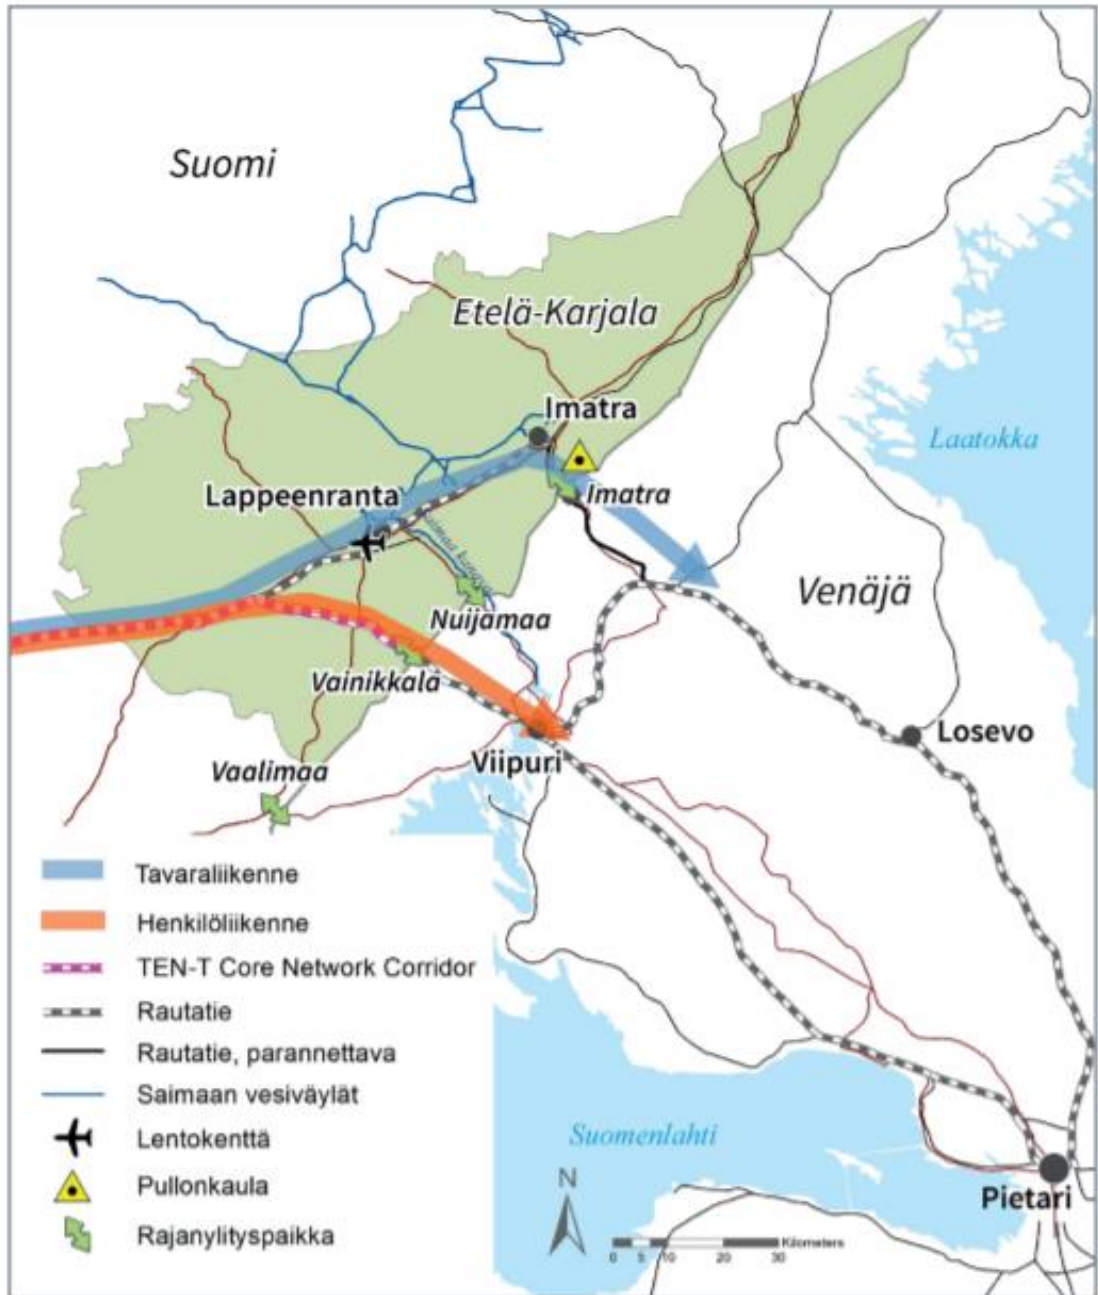 Suomi
Etelä-Karjala
Imatra
Laatokka
Lappeenranta
Imatra
Venäjä
Nuijamaa
Vainikkala
Losevo
Viipuri
Vaalimaa
Tavaraliikenne
Henkilöliikenne
TEN-T Core Network Corridor
Rautatie
Rautatie, parannettava
Saimaan vesiväylät
Lentokenttä
Pullonkaula
Rajanylityspaikka
Suomenlahti
N
Pietari
Kilometers
0 5 10 20 30